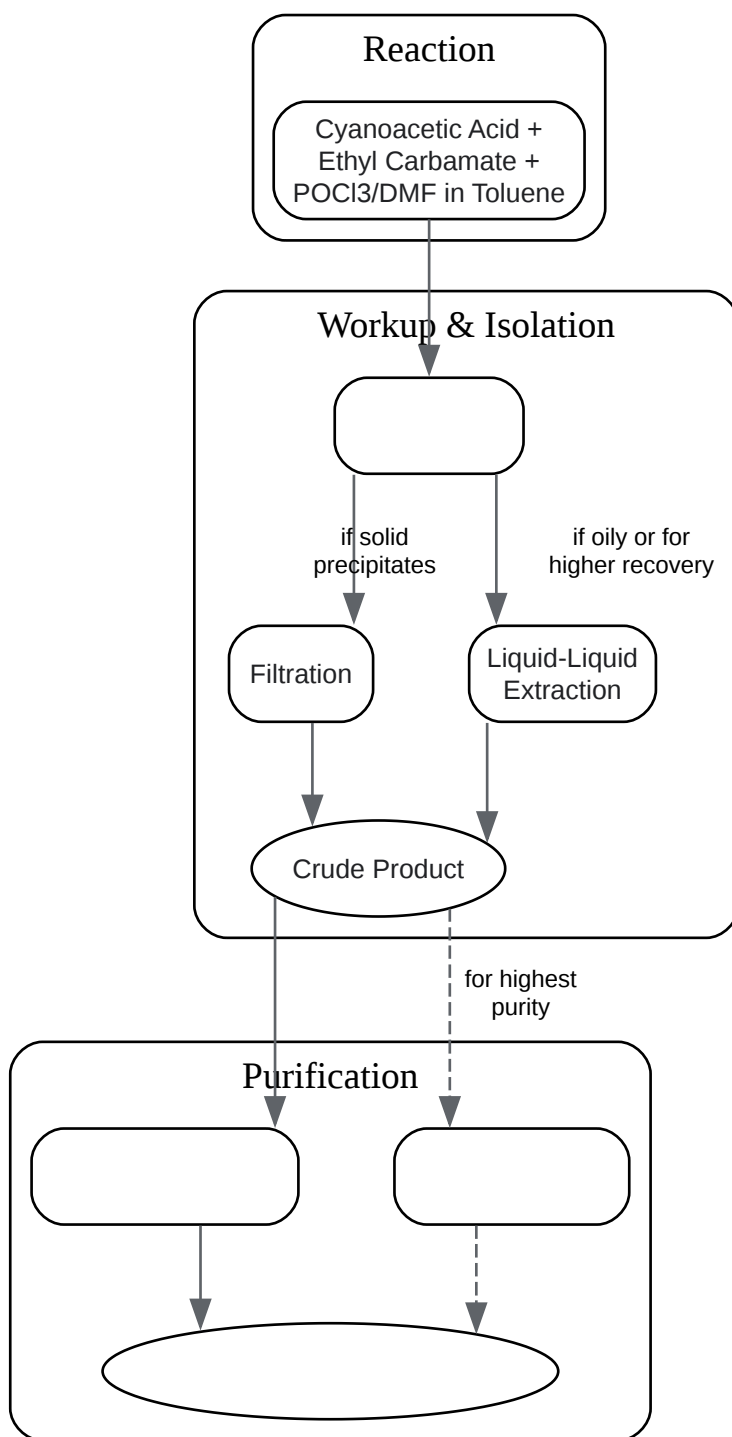 Reaction
Cyanoacetic Acid +
Ethyl Carbamate +
POCl3/DMF in Toluene
Workup & Isolation
if solid
precipitates
if oily or for
higher recovery
Filtration
Liquid-Liquid
Extraction
Crude Product
for highest
purity
Purification